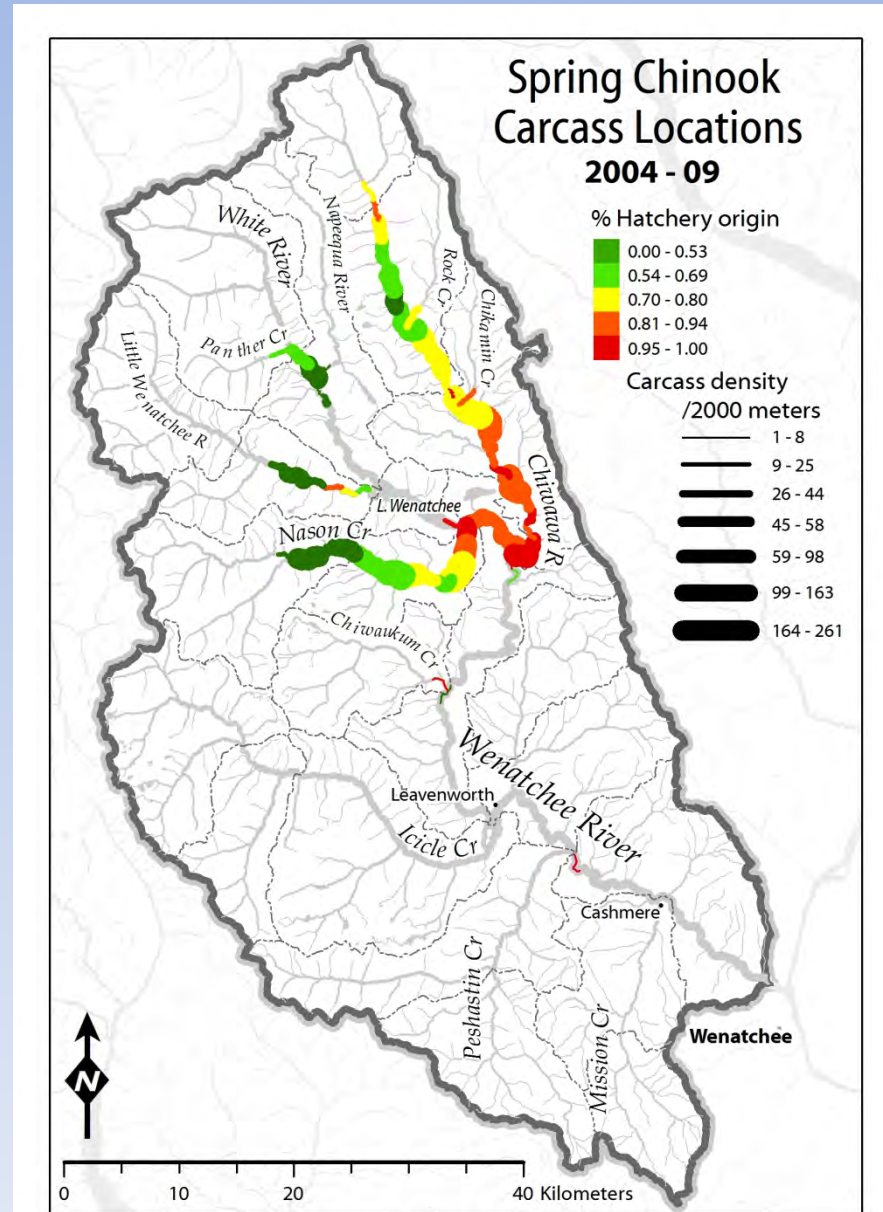 Spring Chinook
Carcass Locations
2004 - 09
% Hatchery origin
0.00 - 0.53
0.54 - 0.69
0.70 - 0.80
0.81 - 0.94
0.95 - 1.00
Carcass density
/2000 meters
1 - 8
9 - 25
26 - 44
45 - 58
59 - 98
99 - 163
164 - 261
White River
Napeequa River
Rock Cr
Chikamin Cr
Panther Cr
Little Wenatchee R
L. Wenatchee
Chiwawa R
Nason Cr
Chiwaukum Cr
Wenatchee River
Leavenworth
Icicle Cr
Cashmere
Peshastin Cr
Mission Cr
Wenatchee
N
0 10 20 40 Kilometers